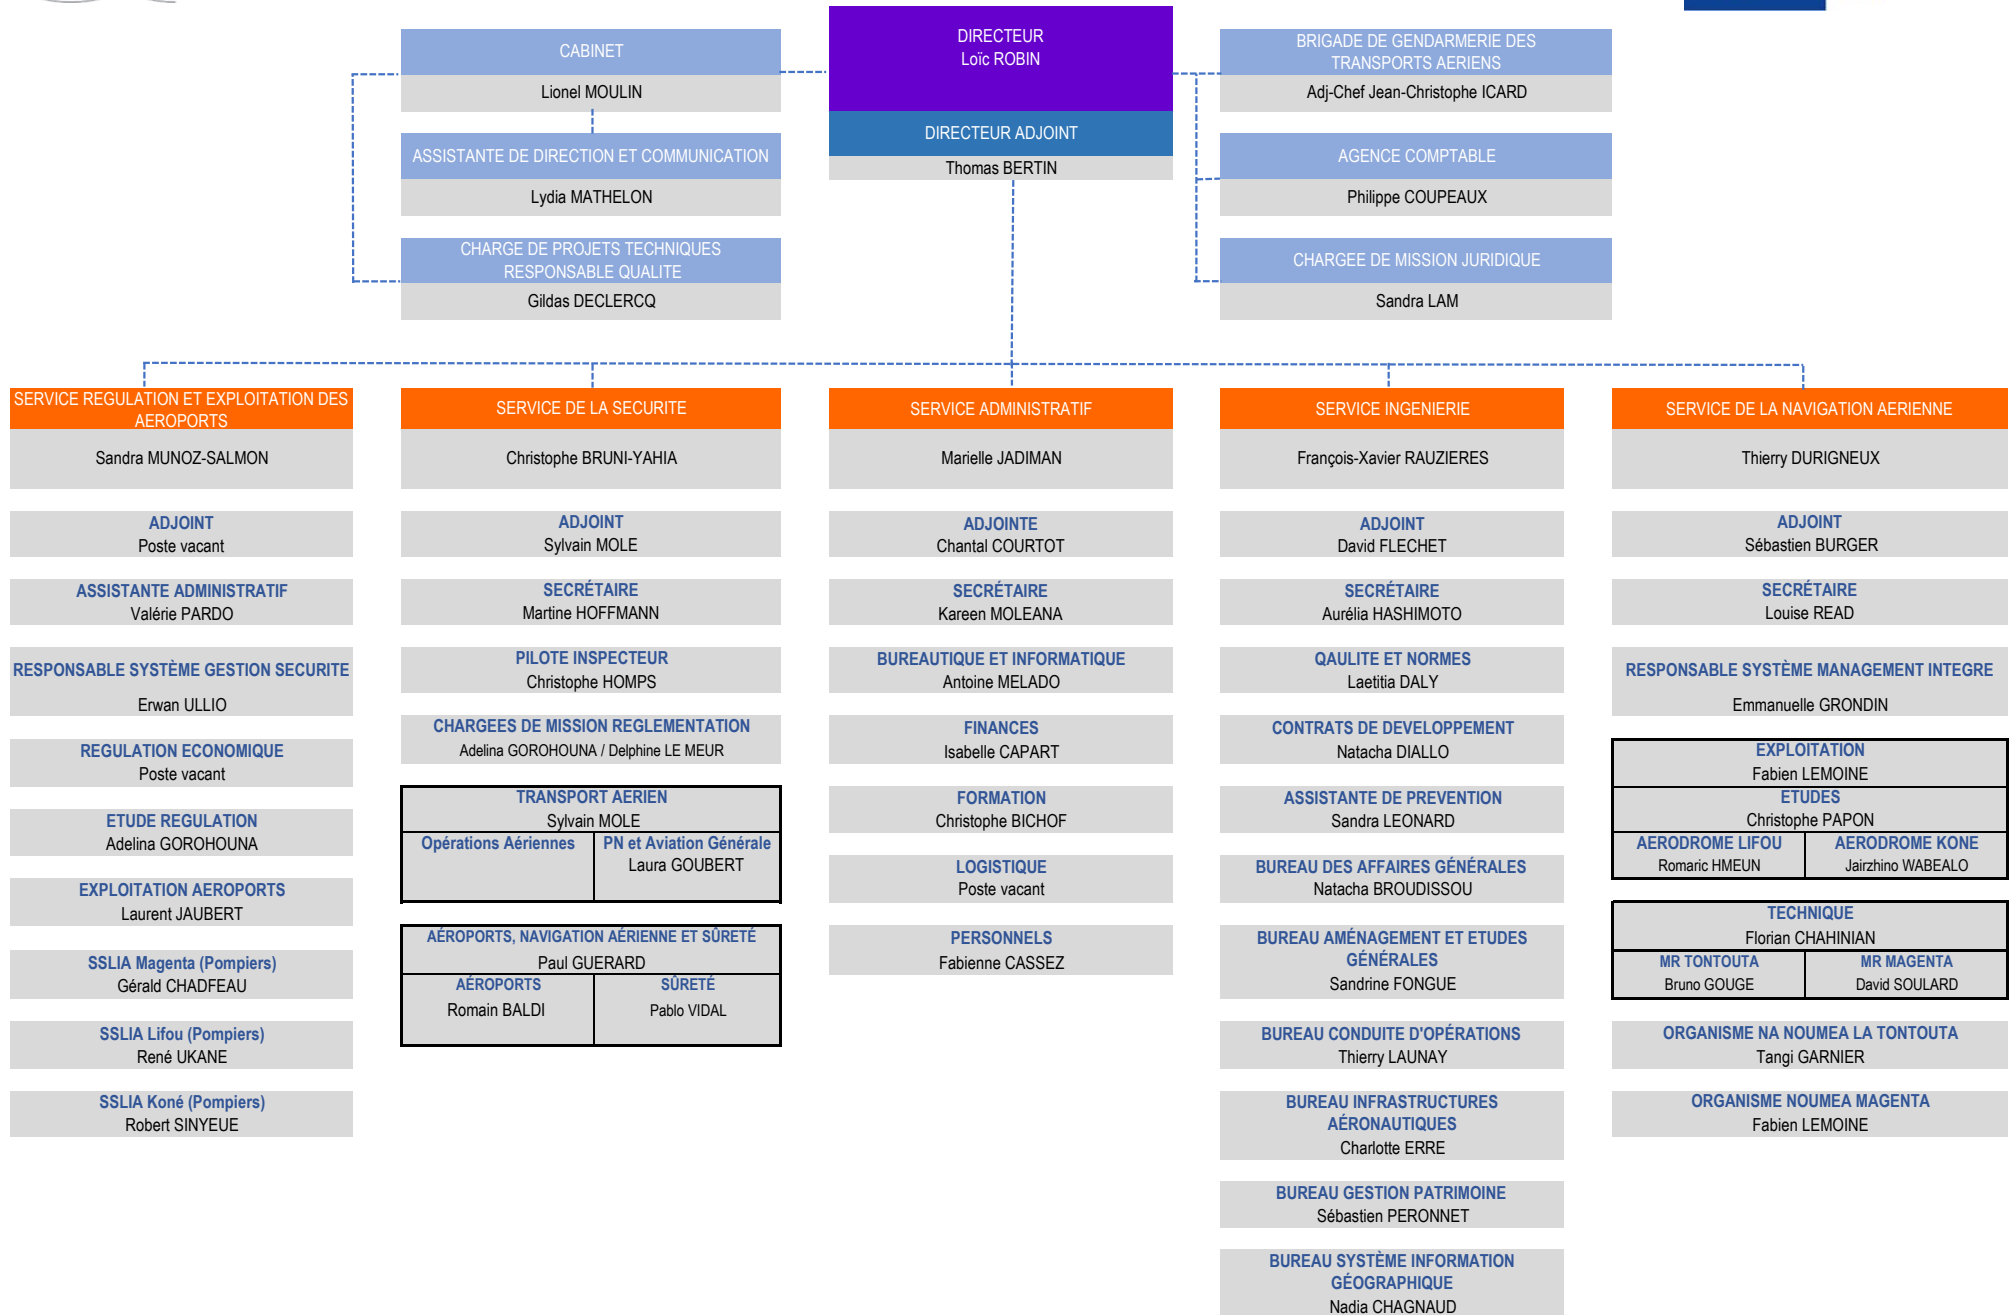 DIRECTEUR
Loïc ROBIN
DIRECTEUR ADJOINT
Thomas BERTIN
CABINET
Lionel MOULIN
ASSISTANTE DE DIRECTION ET COMMUNICATION
Lydia MATHELON
CHARGE DE PROJETS TECHNIQUES
RESPONSABLE QUALITE
Gildas DECLERCQ
BRIGADE DE GENDARMERIE DES
TRANSPORTS AERIENS
Adj-Chef Jean-Christophe ICARD
AGENCE COMPTABLE
Philippe COUPEAUX
CHARGEE DE MISSION JURIDIQUE
Sandra LAM
SERVICE REGULATION ET EXPLOITATION DES
AEROPORTS
Sandra MUNOZ-SALMON
ADJOINT
Poste vacant
ASSISTANTE ADMINISTRATIF
Valérie PARDO
RESPONSABLE SYSTÈME GESTION SECURITE
Erwan ULLIO
REGULATION ECONOMIQUE
Poste vacant
ETUDE REGULATION
Adelina GOROHOUNA
EXPLOITATION AEROPORTS
Laurent JAUBERT
SSLIA Magenta (Pompiers)
Gérald CHADFEAU
SSLIA Lifou (Pompiers)
René UKANE
SSLIA Koné (Pompiers)
Robert SINYEUE
SERVICE DE LA SECURITE
Christophe BRUNI-YAHIA
ADJOINT
Sylvain MOLE
SECRÉTAIRE
Martine HOFFMANN
PILOTE INSPECTEUR
Christophe HOMPS
CHARGEES DE MISSION REGLEMENTATION
Adelina GOROHOUNA / Delphine LE MEUR
TRANSPORT AERIEN
Sylvain MOLE
Opérations Aériennes
PN et Aviation Générale
Laura GOUBERT
AÉROPORTS, NAVIGATION AÉRIENNE ET SÛRETÉ
Paul GUERARD
AÉROPORTS
Romain BALDI
SÛRETÉ
Pablo VIDAL
SERVICE ADMINISTRATIF
Marielle JADIMAN
ADJOINTE
Chantal COURTOT
SECRÉTAIRE
Kareen MOLEANA
BUREAUTIQUE ET INFORMATIQUE
Antoine MELADO
FINANCES
Isabelle CAPART
FORMATION
Christophe BICHOF
LOGISTIQUE
Poste vacant
PERSONNELS
Fabienne CASSEZ
SERVICE INGENIERIE
François-Xavier RAUZIERES
ADJOINT
David FLECHET
SECRÉTAIRE
Aurélia HASHIMOTO
QAULITE ET NORMES
Laetitia DALY
CONTRATS DE DEVELOPPEMENT
Natacha DIALLO
ASSISTANTE DE PREVENTION
Sandra LEONARD
BUREAU DES AFFAIRES GÉNÉRALES
Natacha BROUDISSOU
BUREAU AMÉNAGEMENT ET ETUDES
GÉNÉRALES
Sandrine FONGUE
BUREAU CONDUITE D'OPÉRATIONS
Thierry LAUNAY
BUREAU INFRASTRUCTURES
AÉRONAUTIQUES
Charlotte ERRE
BUREAU GESTION PATRIMOINE
Sébastien PERONNET
BUREAU SYSTÈME INFORMATION
GÉOGRAPHIQUE
Nadia CHAGNAUD
SERVICE DE LA NAVIGATION AERIENNE
Thierry DURIGNEUX
ADJOINT
Sébastien BURGER
SECRÉTAIRE
Louise READ
RESPONSABLE SYSTÈME MANAGEMENT INTEGRE
Emmanuelle GRONDIN
EXPLOITATION
Fabien LEMOINE
ETUDES
Christophe PAPON
AERODROME LIFOU
Romaric HMEUN
AERODROME KONE
Jairzhino WABEALO
TECHNIQUE
Florian CHAHINIAN
MR TONTOUTA
Bruno GOUGE
MR MAGENTA
David SOULARD
ORGANISME NA NOUMEA LA TONTOUTA
Tangi GARNIER
ORGANISME NOUMEA MAGENTA
Fabien LEMOINE